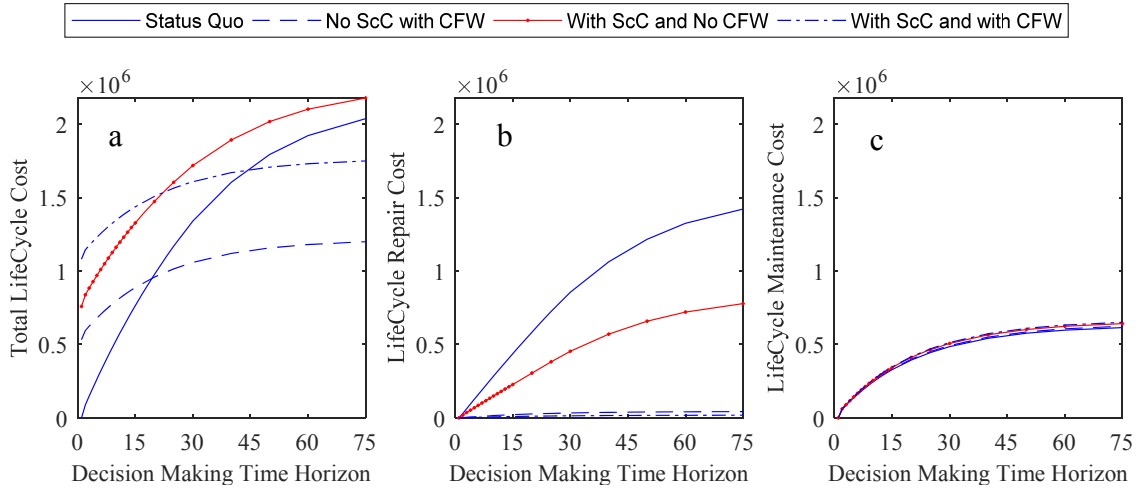 Status Quo No ScC with CFW With ScC and No CFW With ScC and with CFW
×10^6 ×10^6 ×10^6
a b c
2 2 2
1.5 1.5 1.5
1 1 1
0.5 0.5 0.5
0 0 0
Total LifeCycle Cost
LifeCycle Repair Cost
LifeCycle Maintenance Cost
0 15 30 45 60 75 0 15 30 45 60 75 0 15 30 45 60 75
Decision Making Time Horizon Decision Making Time Horizon Decision Making Time Horizon